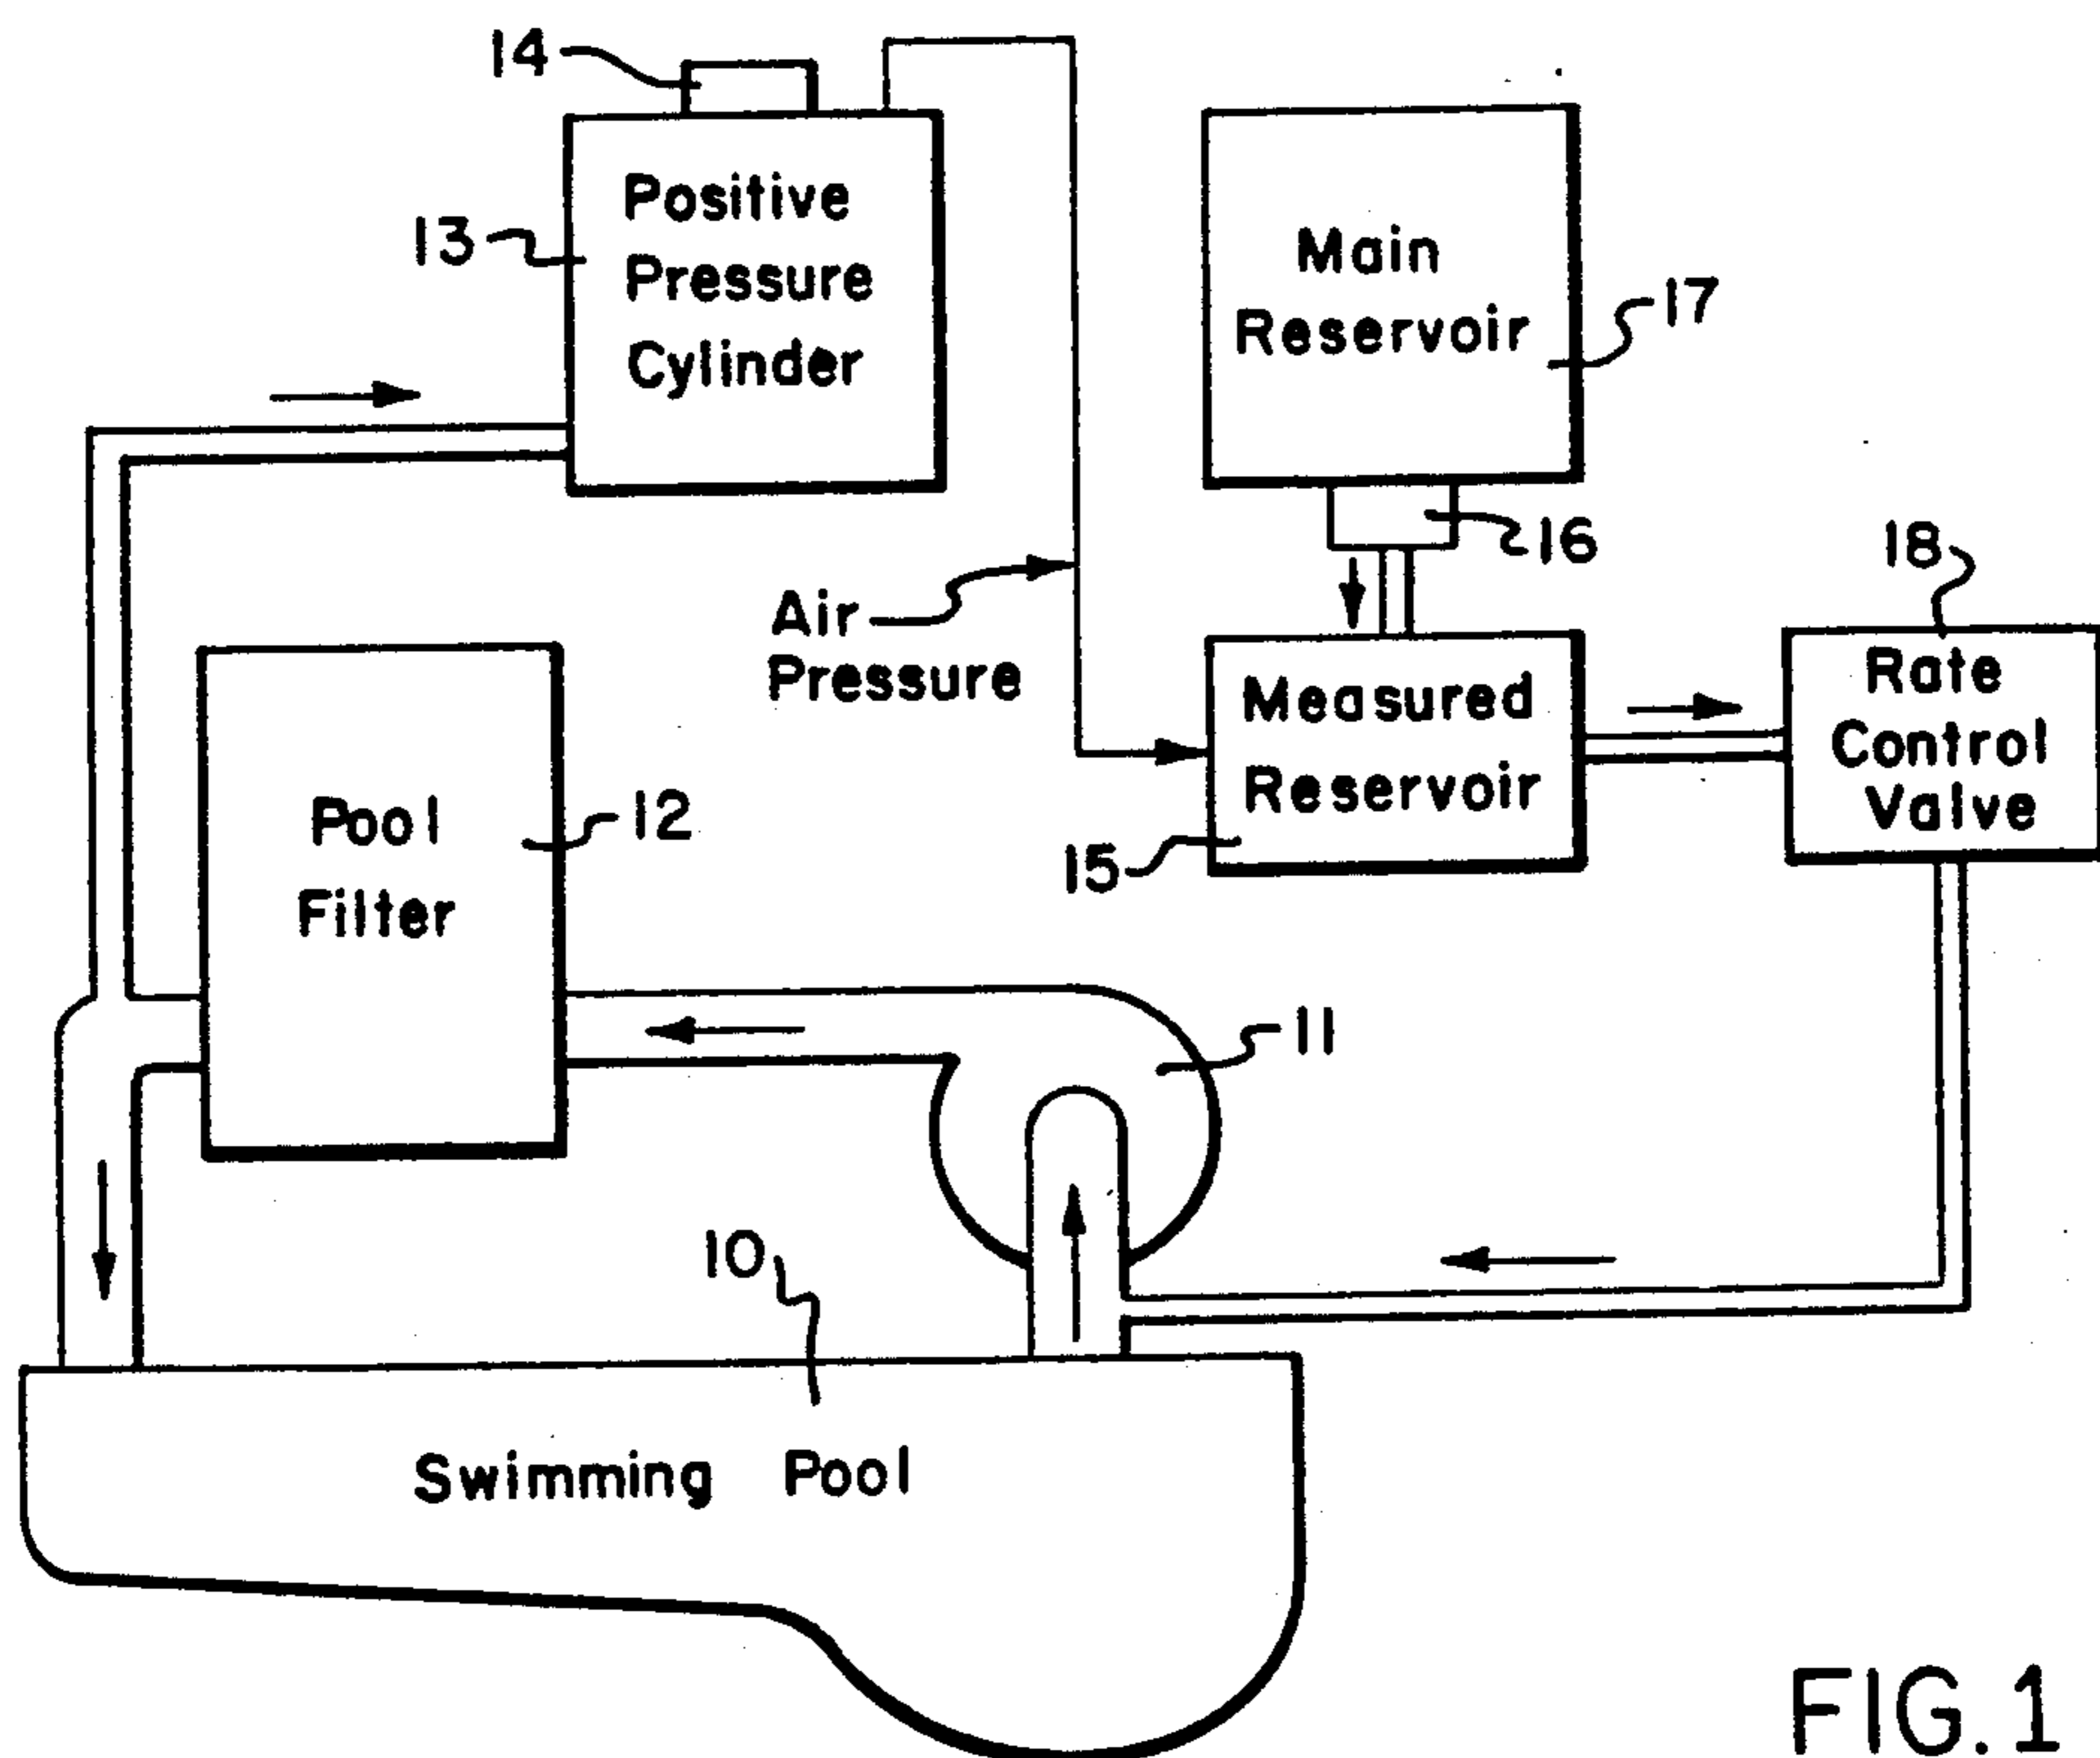 14
13
Positive
Pressure
Cylinder
Main
Reservoir
17
16
18
Air
Pressure
Measured
Reservoir
15
Rate
Control
Valve
Pool
Filter
12
11
10
Swimming Pool
FIG. 1